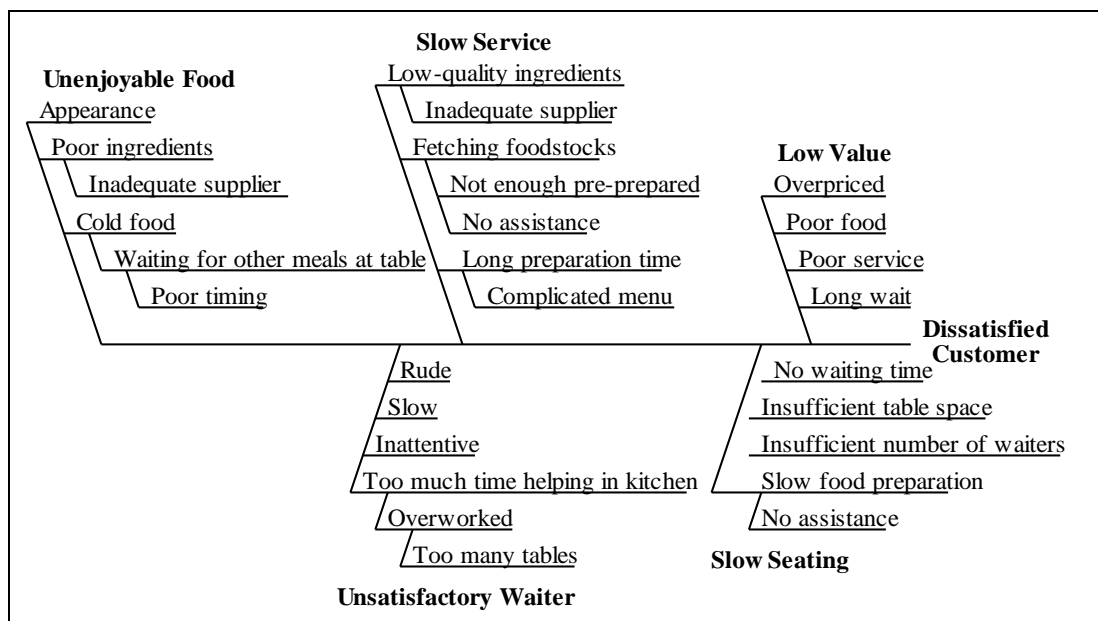 Slow Service
Low-quality ingredients
Inadequate supplier
Fetching foodstocks
Not enough pre-prepared
No assistance
Long preparation time
Complicated menu
Unenjoyable Food
Appearance
Poor ingredients
Inadequate supplier
Cold food
Waiting for other meals at table
Poor timing
Low Value
Overpriced
Poor food
Poor service
Long wait
Dissatisfied
Customer
Rude
Slow
Inattentive
Too much time helping in kitchen
Overworked
Too many tables
Unsatisfactory Waiter
No waiting time
Insufficient table space
Insufficient number of waiters
Slow food preparation
No assistance
Slow Seating